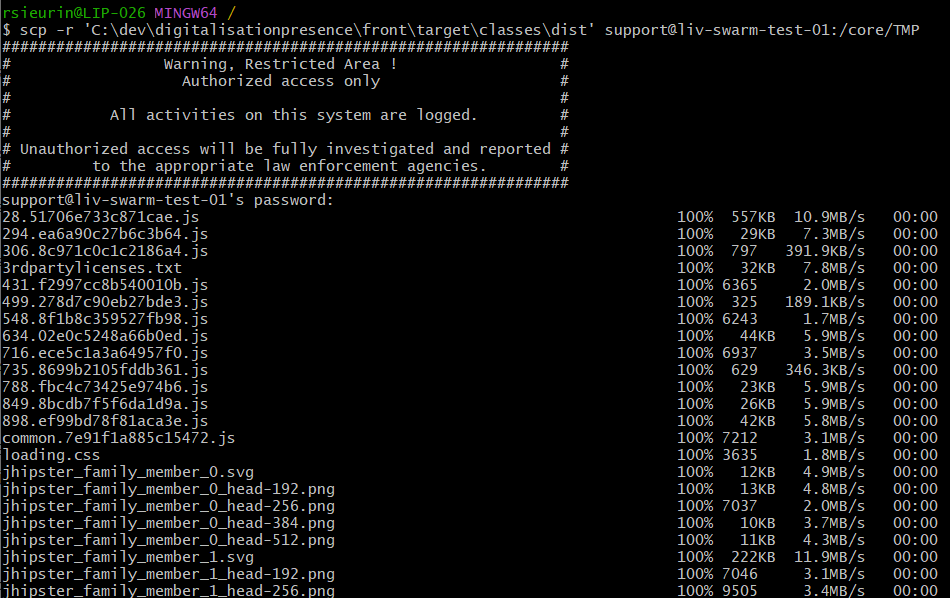 rsieurin@LIP-026 MINGW64 /
$ scp -r 'C:\dev\digitalisationpresence\front\target\classes\dist' support@liv-swarm-test-01:/core/TMP
###############################################################
#                 Warning, Restricted Area !                  #
#                   Authorized access only                    #
#                                                             #
#           All activities on this system are logged.         #
#                                                             #
# Unauthorized access will be fully investigated and reported #
#         to the appropriate law enforcement agencies.        #
###############################################################
support@liv-swarm-test-01's password:
28.51706e733c871cae.js 100% 557KB 10.9MB/s 00:00
294.ea6a90c27b6c3b64.js 100% 29KB 7.3MB/s 00:00
306.8c971c0c1c2186a4.js 100% 797 391.9KB/s 00:00
3rdpartylicenses.txt 100% 32KB 7.8MB/s 00:00
431.f2997cc8b540010b.js 100% 6365 2.0MB/s 00:00
499.278d7c90eb27bde3.js 100% 325 189.1KB/s 00:00
548.8f1b8c359527fb98.js 100% 6243 1.7MB/s 00:00
634.02e0c5248a66b0ed.js 100% 44KB 5.9MB/s 00:00
716.ece5c1a3a64957f0.js 100% 6937 3.5MB/s 00:00
735.8699b2105fddb361.js 100% 629 346.3KB/s 00:00
788.fbc4c73425e974b6.js 100% 23KB 5.9MB/s 00:00
849.8bcdb7f5f6da1d9a.js 100% 26KB 5.9MB/s 00:00
898.ef99bd78f81aca3e.js 100% 42KB 5.8MB/s 00:00
common.7e91f1a885c15472.js 100% 7212 3.1MB/s 00:00
loading.css 100% 3635 1.8MB/s 00:00
jhipster_family_member_0.svg 100% 12KB 4.9MB/s 00:00
jhipster_family_member_0_head-192.png 100% 13KB 4.8MB/s 00:00
jhipster_family_member_0_head-256.png 100% 7037 2.0MB/s 00:00
jhipster_family_member_0_head-384.png 100% 10KB 3.7MB/s 00:00
jhipster_family_member_0_head-512.png 100% 11KB 4.3MB/s 00:00
jhipster_family_member_1.svg 100% 222KB 11.9MB/s 00:00
jhipster_family_member_1_head-192.png 100% 7046 3.1MB/s 00:00
jhipster_family_member_1_head-256.png 100% 9505 3.4MB/s 00:00